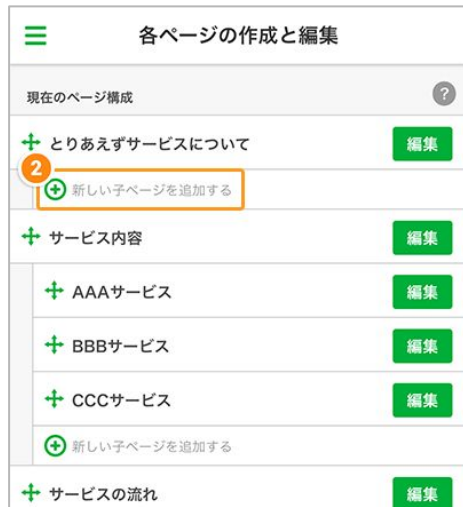 各ページの作成と編集
現在のページ構成 ?
とりあえずサービスについて 編集
2
新しい子ページを追加する
サービス内容 編集
AAAサービス 編集
BBBサービス 編集
CCCサービス 編集
新しい子ページを追加する
サービスの流れ 編集